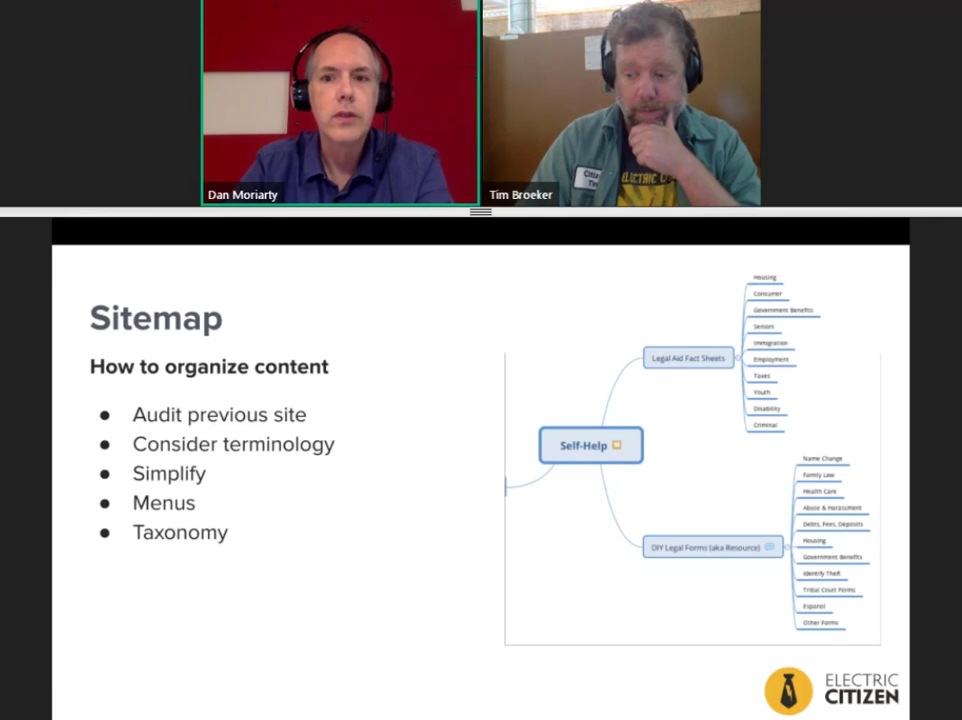 Dan Moriarty
Tim Broeker
ELECTRIC
Sitemap
How to organize content
● Audit previous site
● Consider terminology
● Simplify
● Menus
● Taxonomy
Self-Help
Legal Aid Fact Sheets
Housing
Consumer
Government Benefits
Seniors
Immigration
Employment
Taxes
Youth
Disability
Criminal
DIY Legal Forms (aka Resource)
Name Change
Family Law
Health Care
Abuse & Harassment
Debts, Fees, Deposits
Housing
Government Benefits
Identify Theft
Tribal Court Forms
Espanol
Other Forms
ELECTRIC
CITIZEN